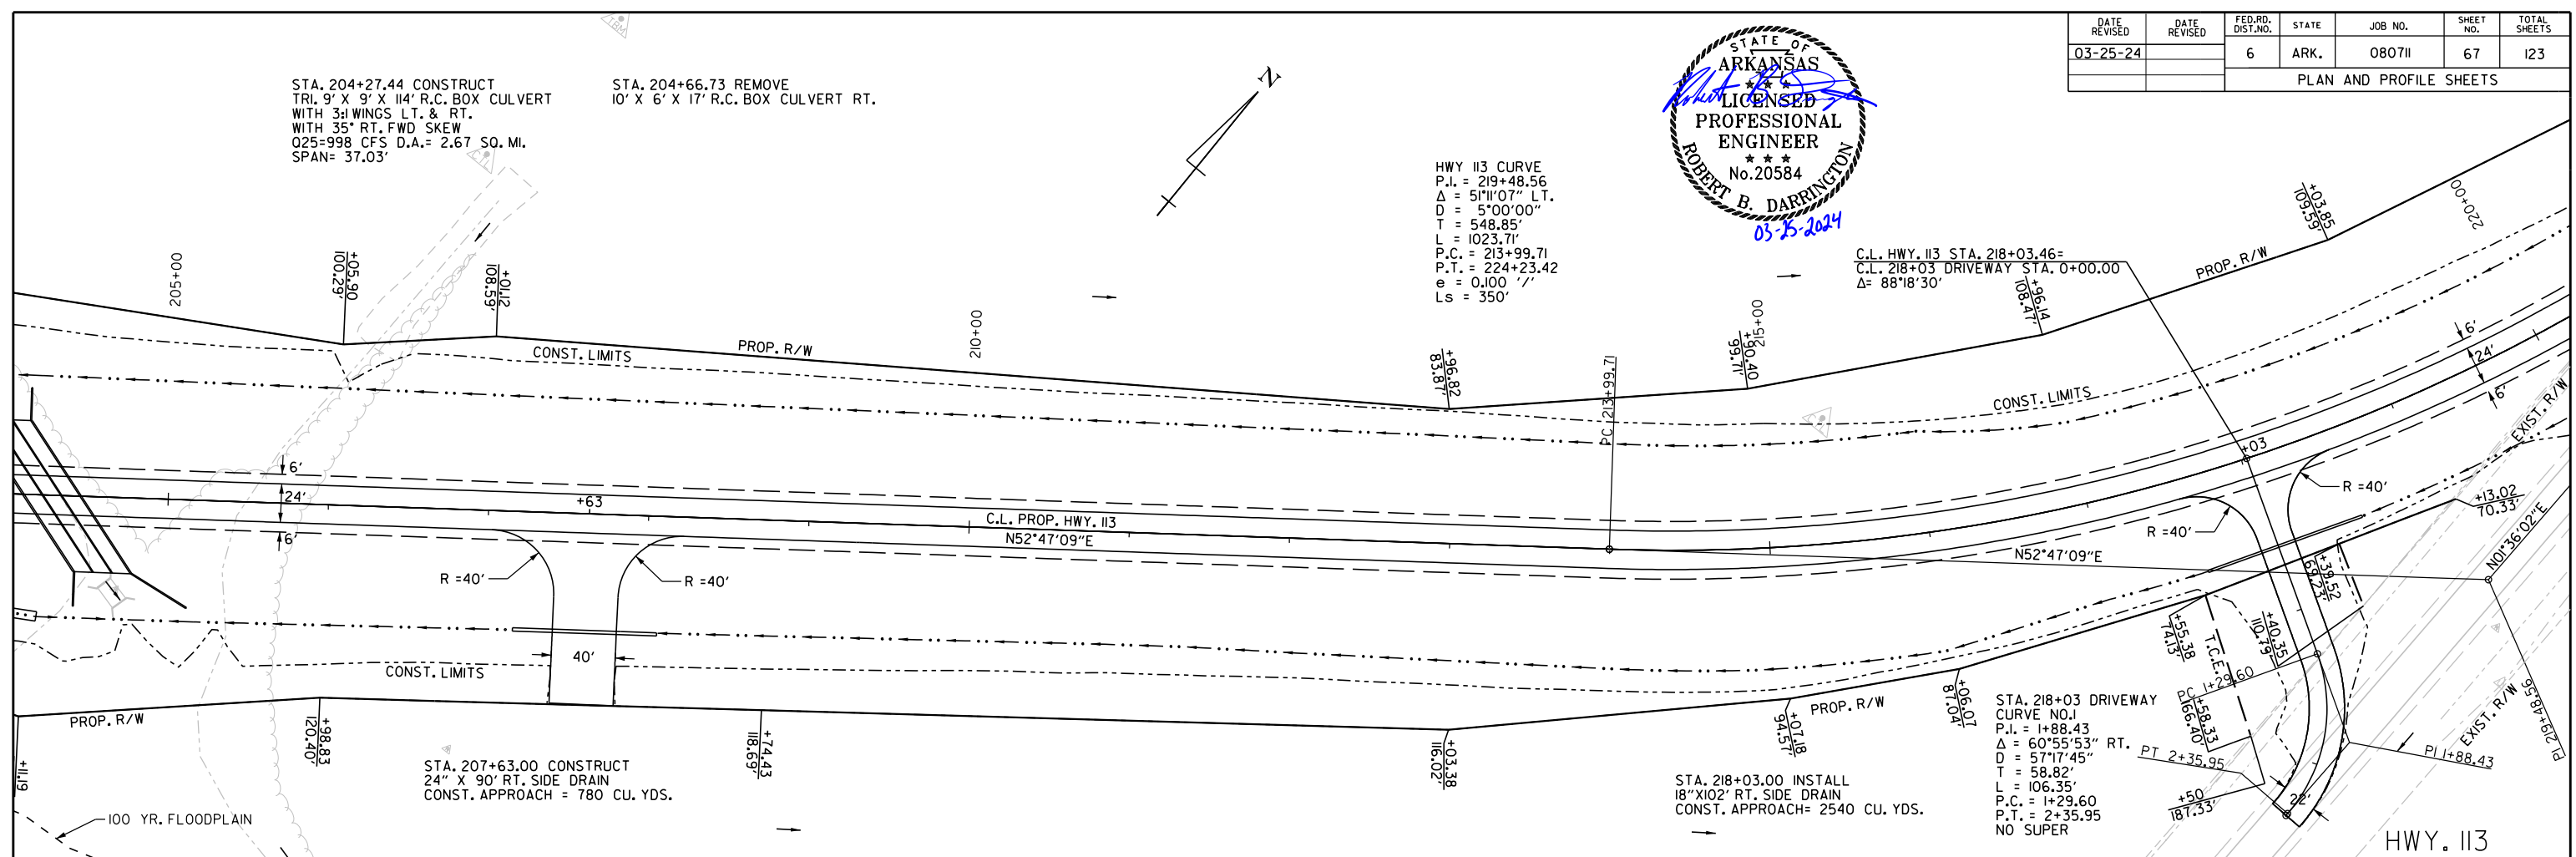 DATE REVISED
DATE REVISED
FED.RD. DIST.NO.
STATE
JOB NO.
SHEET NO.
TOTAL SHEETS
03-25-24
6
ARK.
080711
67
123
PLAN AND PROFILE SHEETS
TBM
STA. 204+27.44 CONSTRUCT
TRI. 9' X 9' X 114' R.C. BOX CULVERT
WITH 3:1 WINGS LT. & RT.
WITH 35° RT. FWD SKEW
Q25=998 CFS D.A.= 2.67 SQ. MI.
SPAN= 37.03'
STA. 204+66.73 REMOVE
10' X 6' X 17' R.C. BOX CULVERT RT.
N
STATE OF
ARKANSAS
★ ★ ★
LICENSED
PROFESSIONAL
ENGINEER
★ ★ ★
No.20584
ROBERT B. DARRINGTON
03-25-2024
HWY 113 CURVE
P.I. = 219+48.56
Δ = 51°11'07" LT.
D = 5°00'00"
T = 548.85'
L = 1023.71'
P.C. = 213+99.71
P.T. = 224+23.42
e = 0.100 '/'
Ls = 350'
C.L. HWY. 113 STA. 218+03.46=
C.L. 218+03 DRIVEWAY STA. 0+00.00
Δ= 88°18'30"
205+00
+05.90
100.29'
+01.12
108.59'
210+00
+96.82
83.87'
PC 213+99.71
215+00
+90.40
99.71'
+96.14
108.47'
+03.85
109.59'
220+00
PROP. R/W
CONST. LIMITS
PROP. R/W
CONST. LIMITS
6'
24'
6'
EXIST. R/W
6'
24'
6'
+63
C.L. PROP. HWY. 113
N52°47'09"E
+03
R =40'
+13.02
70.33'
R =40'
N52°47'09"E
N01°36'02"E
R =40'
R =40'
+39.52
69.23'
+40.35
110.79'
+55.38
74.13'
T.C.E.
40'
CONST. LIMITS
PROP. R/W
+11.19
+98.83
120.40'
+74.43
118.69'
+03.38
116.02'
+07.18
94.57'
PROP. R/W
+06.07
87.04'
PC 1+29.60
+58.33
166.40'
EXIST. R/W
PI 219+48.56
PI 1+88.43
PT 2+35.95
+50
187.33'
22'
STA. 207+63.00 CONSTRUCT
24" X 90' RT. SIDE DRAIN
CONST. APPROACH = 780 CU. YDS.
STA. 218+03.00 INSTALL
18"X102' RT. SIDE DRAIN
CONST. APPROACH= 2540 CU. YDS.
STA. 218+03 DRIVEWAY
CURVE NO.1
P.I. = 1+88.43
Δ = 60°55'53" RT.
D = 57°17'45"
T = 58.82'
L = 106.35'
P.C. = 1+29.60
P.T. = 2+35.95
NO SUPER
100 YR. FLOODPLAIN
HWY. 113